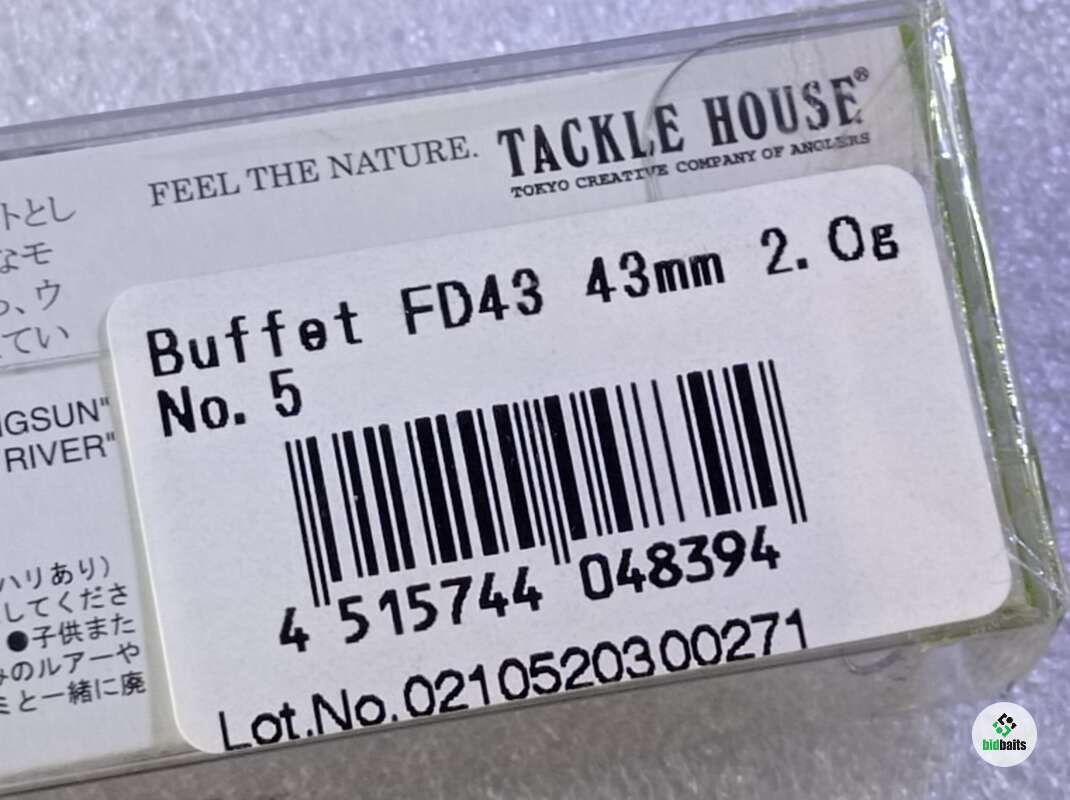 FEEL THE NATURE. TACKLE HOUSE®
TOKYO CREATIVE COMPANY OF ANGLERS
トとし
なモ
、ウ
てい
Buffet FD43 43mm 2.0g
No.5
GSUN"
RIVER"
4 515744 048394
ハリあり）
してくださ
●子供また
のルアーや
と一緒に廃
Lot.No.0210520300271
bidbaits